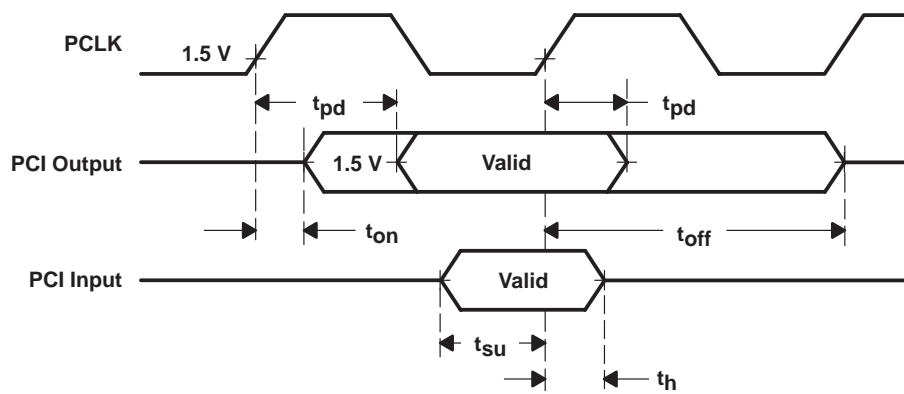 PCLK
1.5 V
tpd
tpd
PCI Output
1.5 V
Valid
ton
toff
PCI Input
Valid
tsu
th